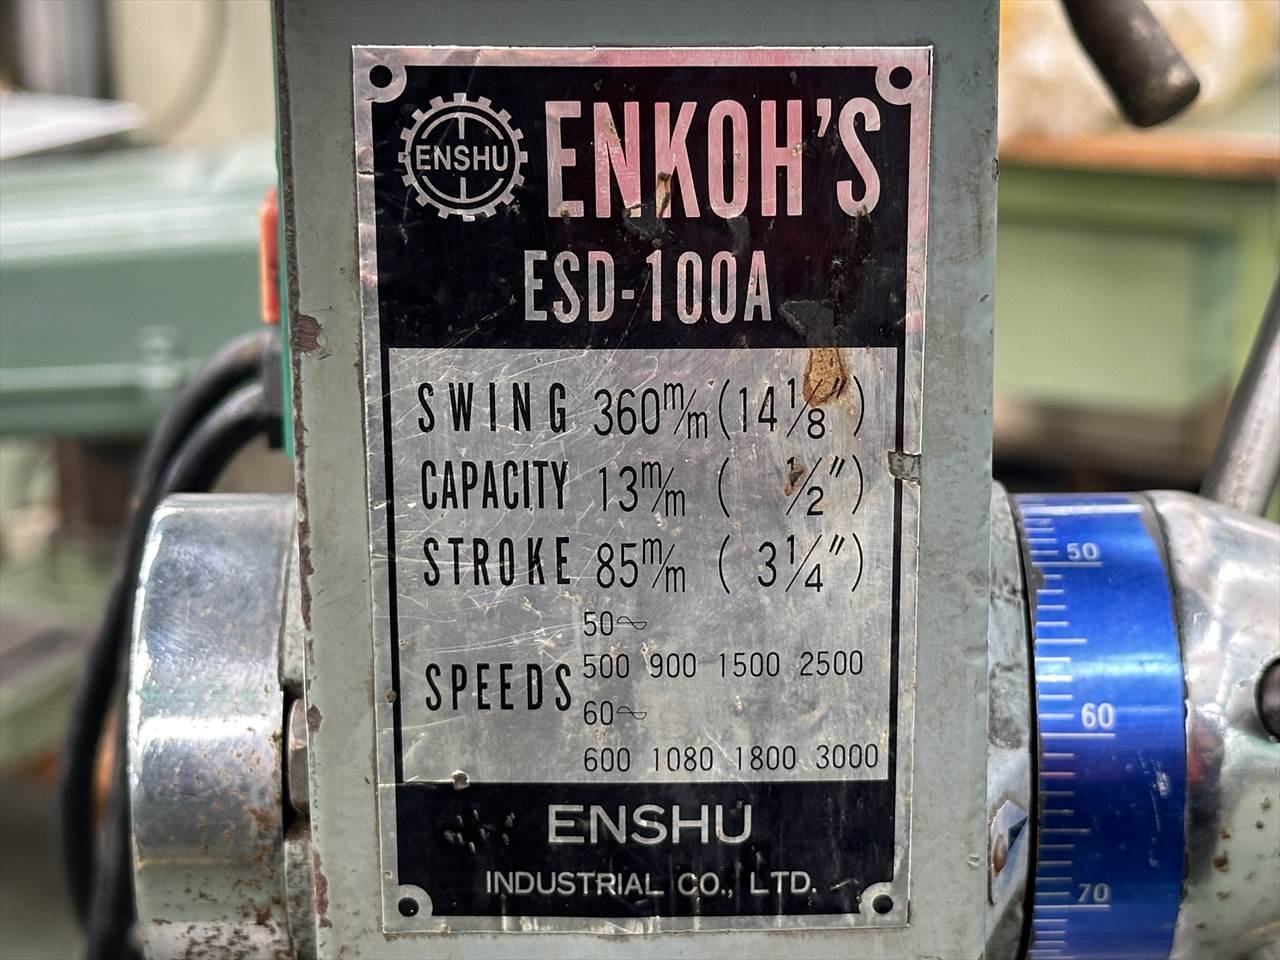 ENSHU
ENKOH'S
ESD-100A
SWING 360m/m (14 1/8")
CAPACITY 13m/m ( 1/2")
STROKE 85m/m ( 3 1/4")
50~
SPEEDS 500 900 1500 2500
60~
600 1080 1800 3000
ENSHU
INDUSTRIAL CO., LTD.
50
60
70